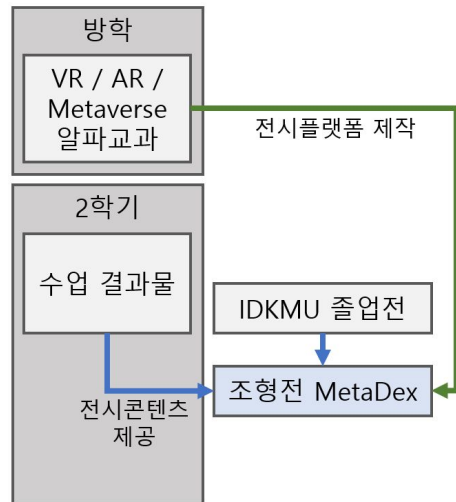 방학
VR / AR /
Metaverse
알파교과
전시플랫폼 제작
2학기
수업 결과물
IDKMU 졸업전
조형전 MetaDex
전시콘텐츠
제공